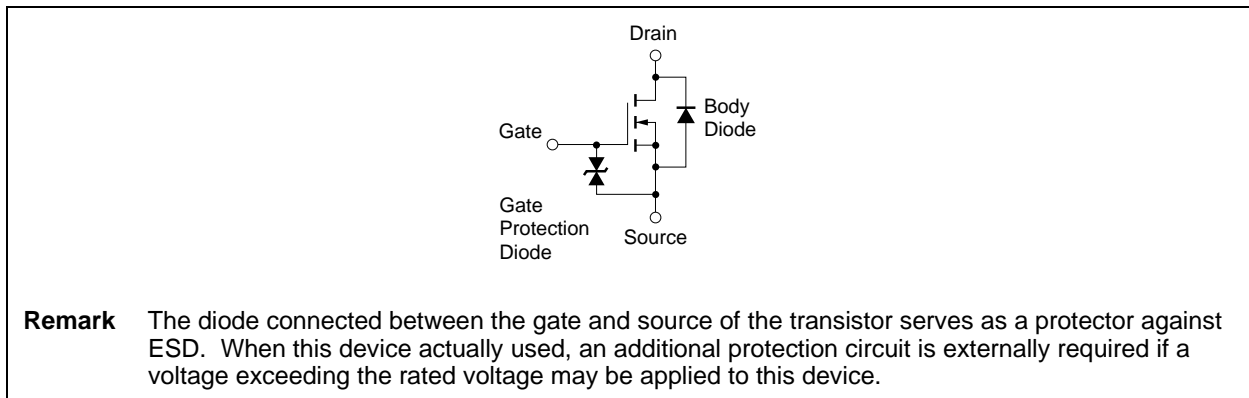 Drain
Body
Diode
Gate
Gate
Protection
Diode
Source
Remark The diode connected between the gate and source of the transistor serves as a protector against
ESD. When this device actually used, an additional protection circuit is externally required if a
voltage exceeding the rated voltage may be applied to this device.